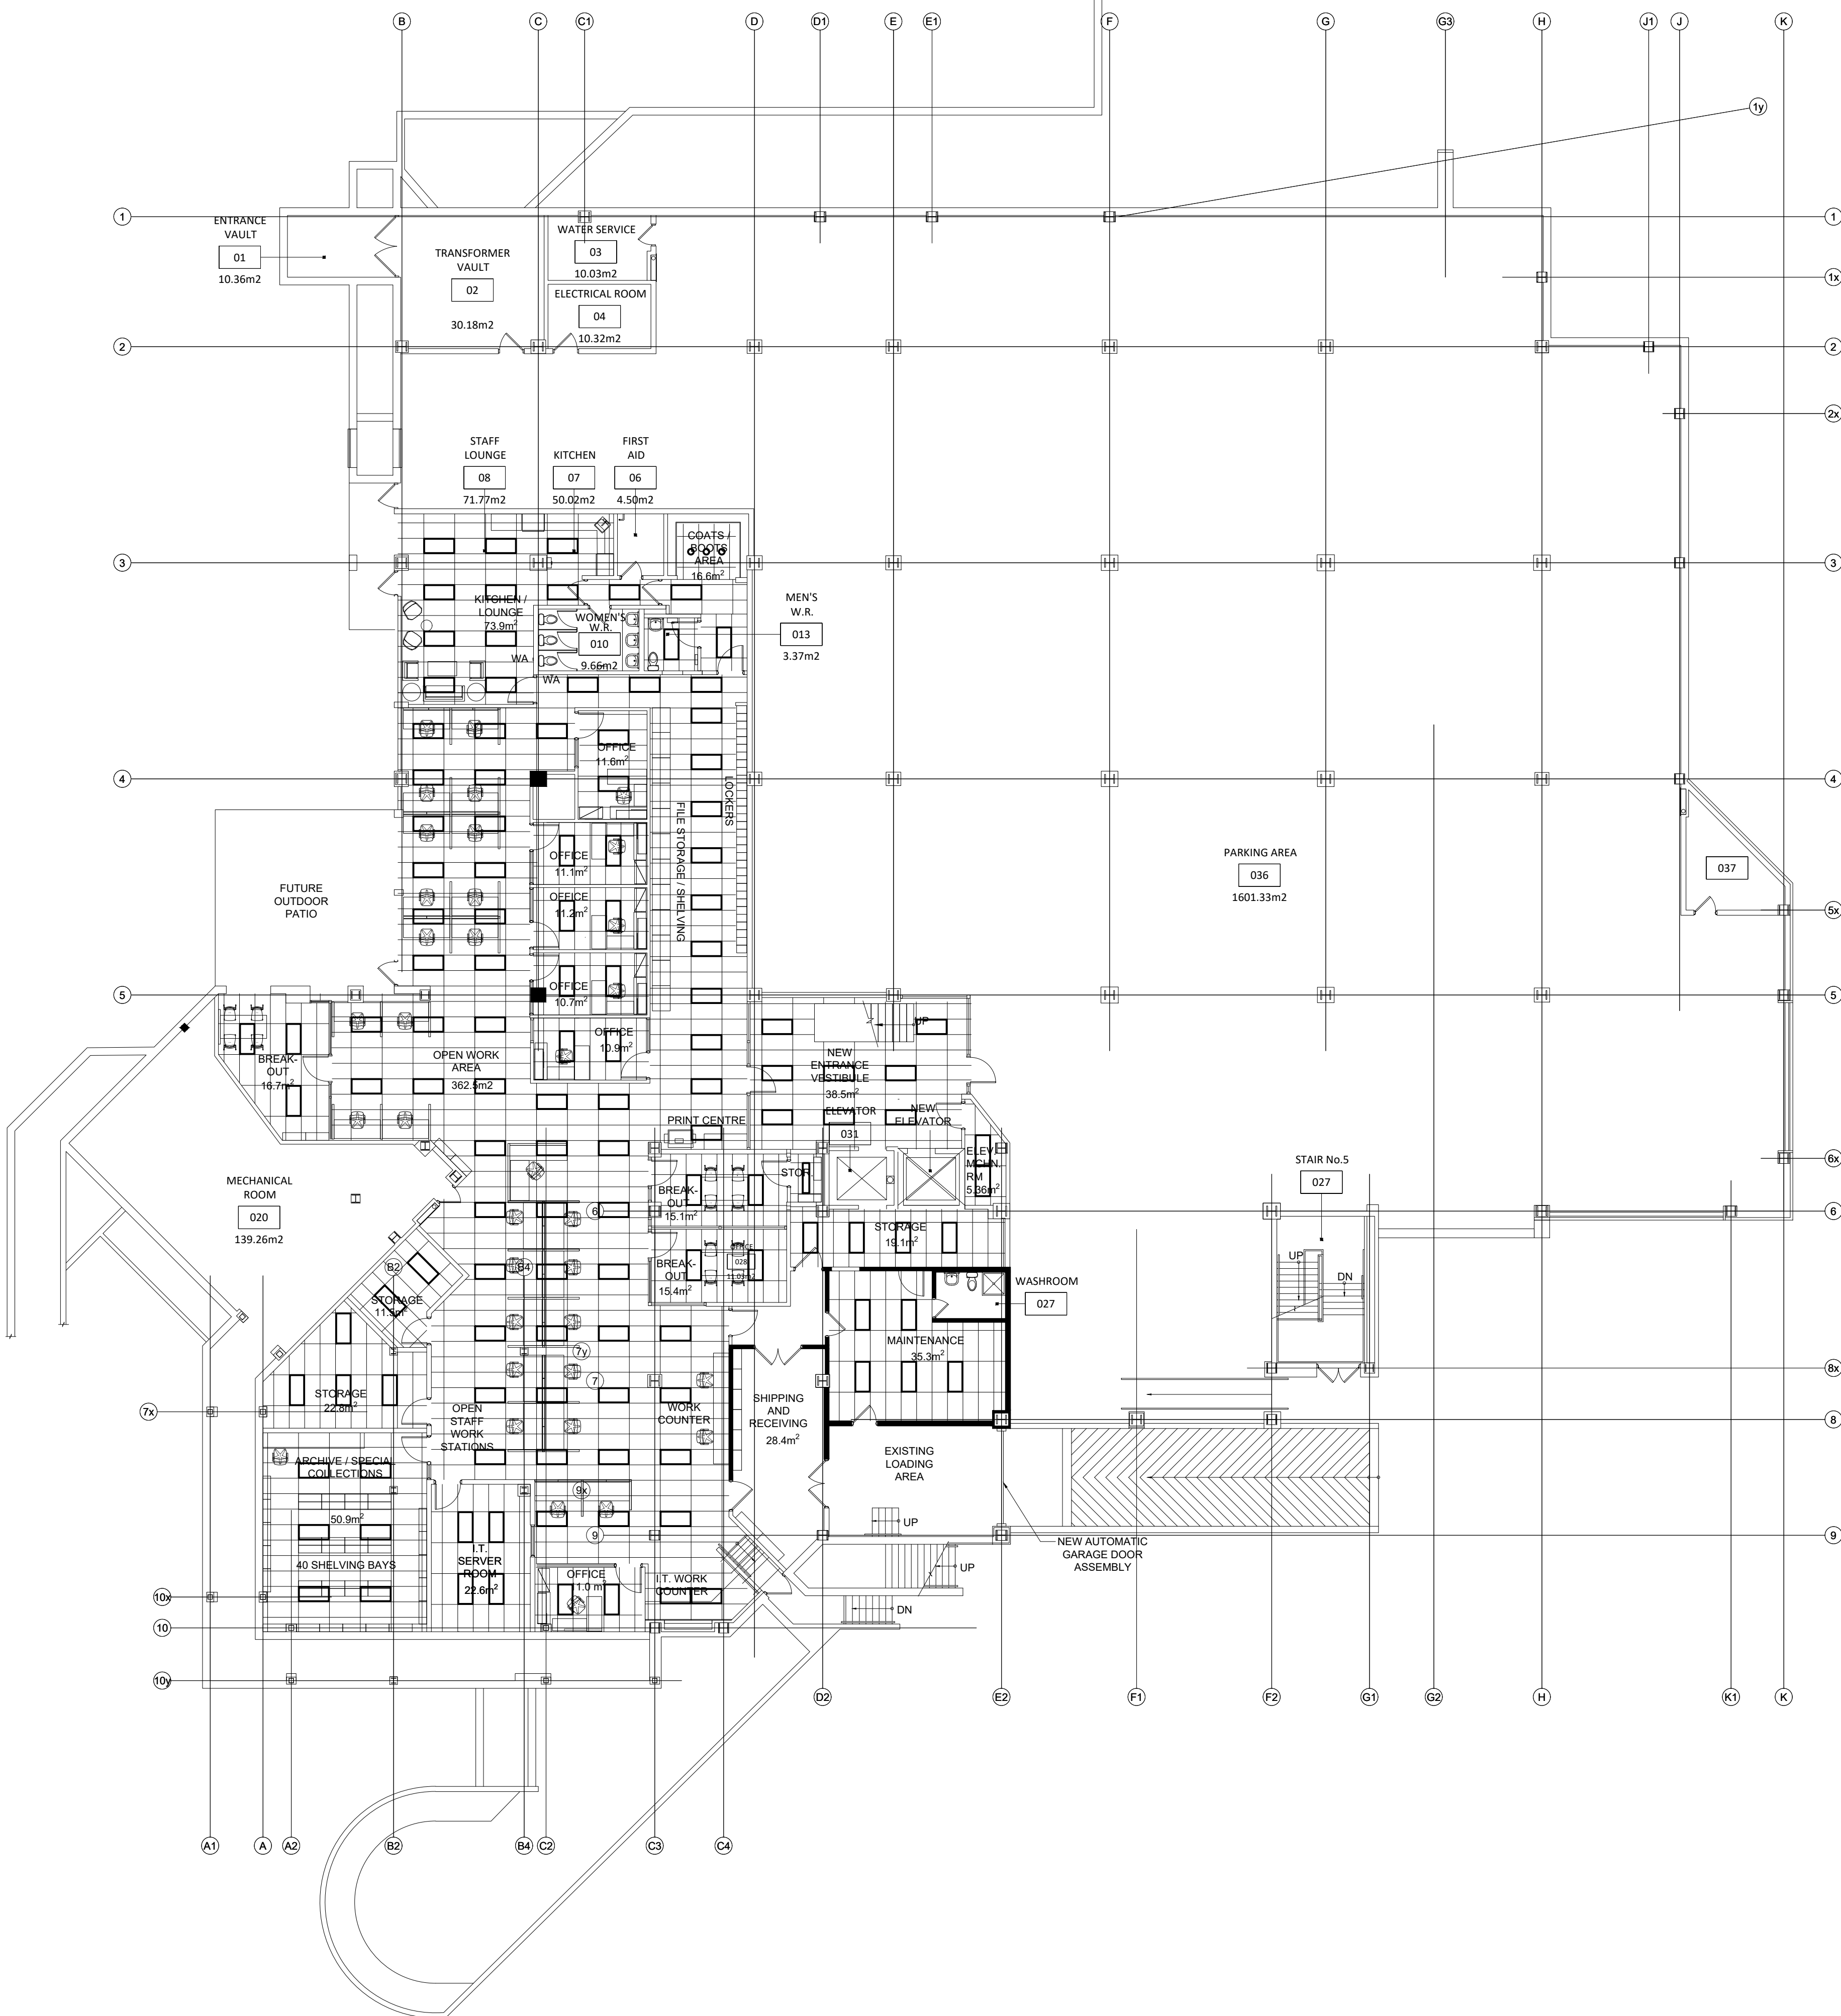 B
C
C1
D
D1
E
E1
F
G
G3
H
J1
J
K
1y
1
1
ENTRANCE
VAULT
01
10.36m2
TRANSFORMER
VAULT
02
30.18m2
WATER SERVICE
03
10.03m2
ELECTRICAL ROOM
04
10.32m2
1x
2
2
2x
STAFF
LOUNGE
08
71.77m2
KITCHEN
07
50.02m2
FIRST
AID
06
4.50m2
COATS /
BOOTS
AREA
16.6m²
3
3
KITCHEN /
LOUNGE
73.9m²
WOMEN'S
W.R.
010
9.66m2
MEN'S
W.R.
013
3.37m2
WA
WA
OFFICE
11.6m²
4
4
LOCKERS
FILE STORAGE / SHELVING
OFFICE
11.1m²
OFFICE
11.2m²
OFFICE
10.7m²
OFFICE
10.9m²
FUTURE
OUTDOOR
PATIO
PARKING AREA
036
1601.33m2
037
5x
5
5
BREAK-
OUT
16.7m²
OPEN WORK
AREA
362.5m2
UP
NEW
ENTRANCE
VESTIBULE
38.5m²
ELEVATOR
031
NEW
ELEVATOR
PRINT CENTRE
STOR.
ELEV.
MCHN.
RM
5.36m²
6x
STAIR No.5
027
MECHANICAL
ROOM
020
139.26m2
BREAK-
OUT
15.1m²
6
6
STORAGE
19.1m²
BREAK-
OUT
15.4m²
OFFICE
028
11.03m2
B2
B4
STORAGE
11.5m²
UP
DN
WASHROOM
027
MAINTENANCE
35.3m²
7y
7
8x
STORAGE
22.8m²
7x
OPEN
STAFF
WORK
STATIONS
WORK
COUNTER
SHIPPING
AND
RECEIVING
28.4m²
8
EXISTING
LOADING
AREA
ARCHIVE / SPECIAL
COLLECTIONS
50.9m²
40 SHELVING BAYS
9x
9
9
UP
UP
DN
NEW AUTOMATIC
GARAGE DOOR
ASSEMBLY
I.T.
SERVER
ROOM
22.6m²
OFFICE
11.0 m²
I.T. WORK
COUNTER
10x
10
10y
D2
E2
F1
F2
G1
G2
H
K1
K
A1
A
A2
B2
B4
C2
C3
C4